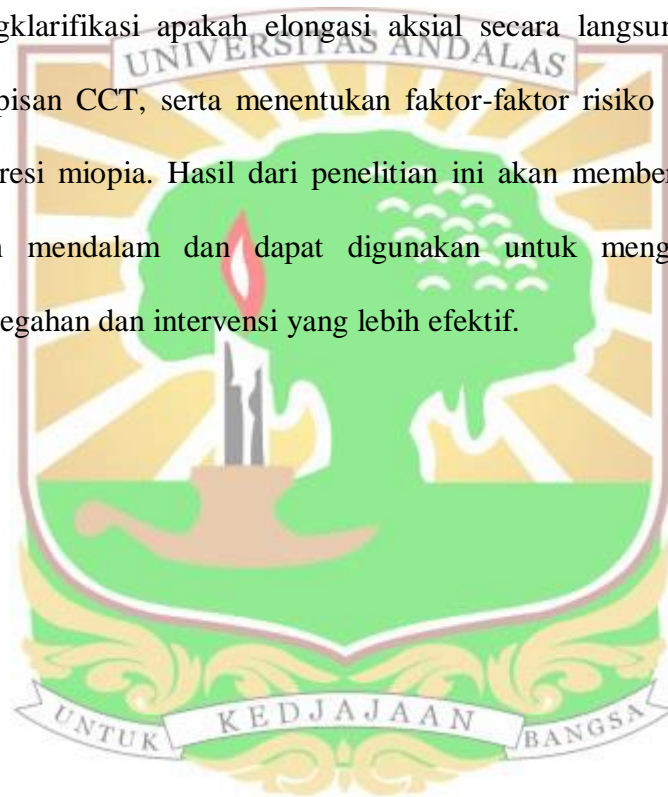 gklarifikasi apakah elongasi aksial secara langsun
UNIVERSITAS ANDALAS
pisan CCT, serta menentukan faktor-faktor risiko
resi miopia. Hasil dari penelitian ini akan member
mendalam dan dapat digunakan untuk meng
egahan dan intervensi yang lebih efektif.
UNTUK KEDJAJAAN BANGSA